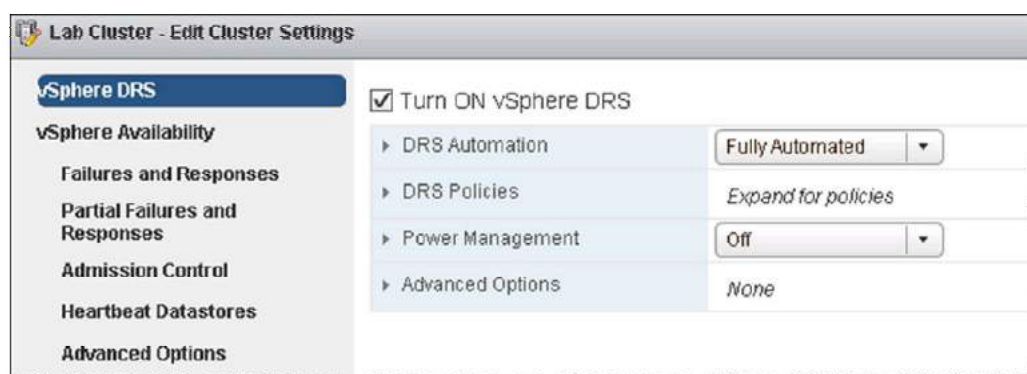 Lab Cluster - Edit Cluster Settings
vSphere DRS
vSphere Availability
Failures and Responses
Partial Failures and
Responses
Admission Control
Heartbeat Datastores
Advanced Options
Turn ON vSphere DRS
DRS Automation
Fully Automated
DRS Policies
Expand for policies
Power Management
Off
Advanced Options
None